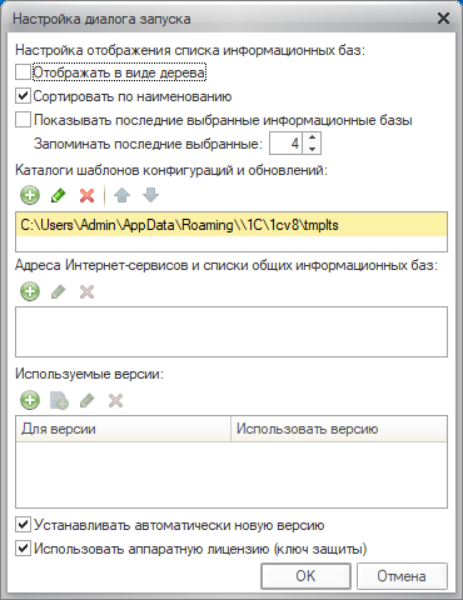 Настройка диалога запуска
Настройка отображения списка информационных баз:
Отображать в виде дерева
Сортировать по наименованию
Показывать последние выбранные информационные базы
Запоминать последние выбранные: 4
Каталоги шаблонов конфигураций и обновлений:
C:\Users\Admin\AppData\Roaming\\1C\1cv8\tmplts
Адреса Интернет-сервисов и списки общих информационных баз:
Используемые версии:
Для версии Использовать версию
Устанавливать автоматически новую версию
Использовать аппаратную лицензию (ключ защиты)
OK Отмена